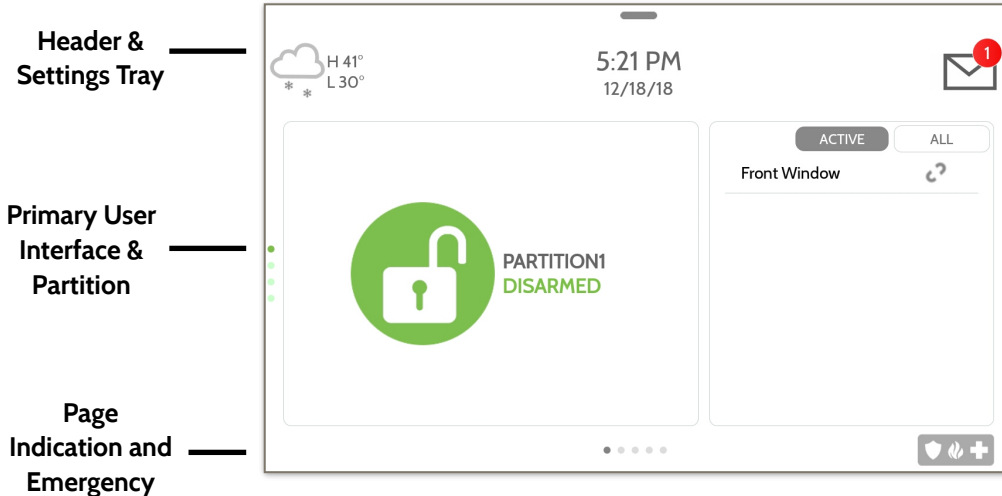 Header &
Settings Tray
H 41°
L 30°
5:21 PM
12/18/18
1
ACTIVE
ALL
Front Window
Primary User
Interface &
Partition
PARTITION1
DISARMED
Page
Indication and
Emergency